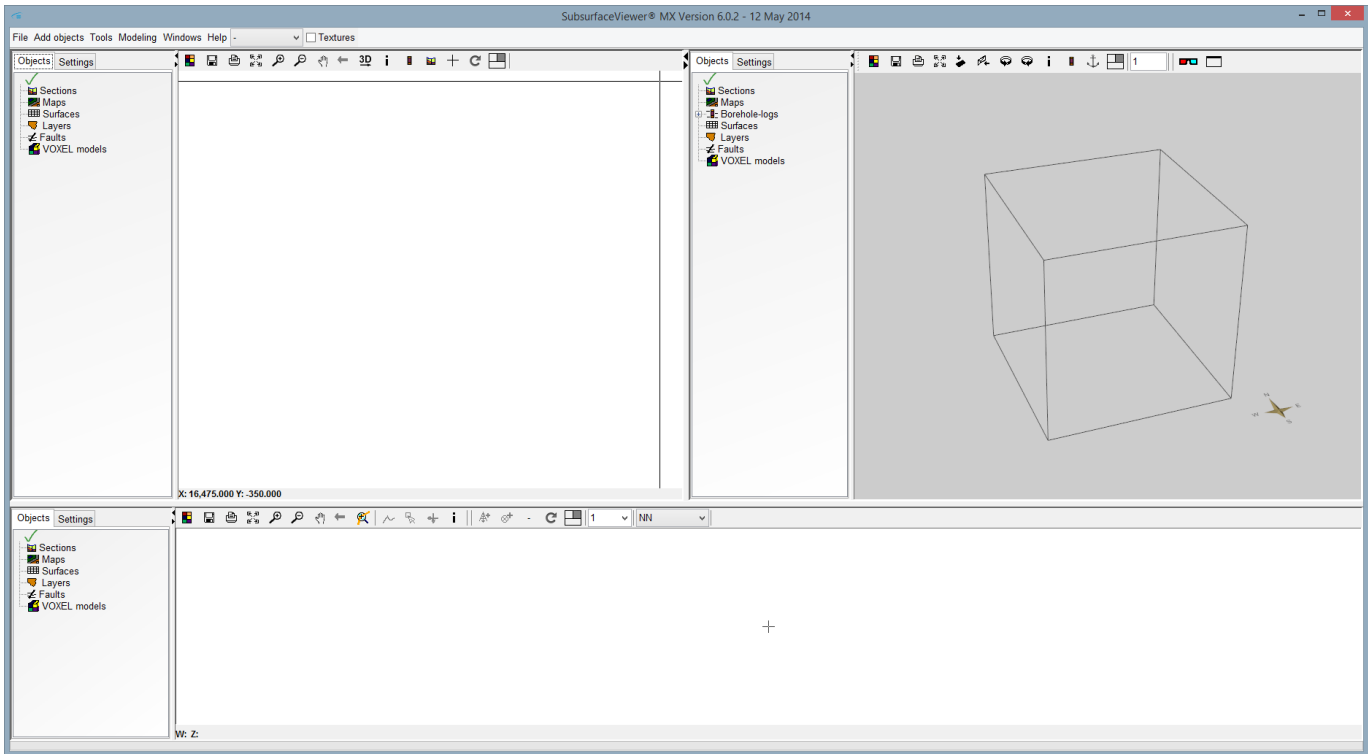 SubsurfaceViewer® MX Version 6.0.2 - 12 May 2014
File Add objects Tools Modeling Windows Help - Textures
Objects Settings
3D i
Sections
Maps
Surfaces
Layers
Faults
VOXEL models
X: 16,475.000 Y: -350.000
Objects Settings
i 1
Sections
Maps
Borehole-logs
Surfaces
Layers
Faults
VOXEL models
Objects Settings
i - 1 NN
Sections
Maps
Surfaces
Layers
Faults
VOXEL models
W: Z: